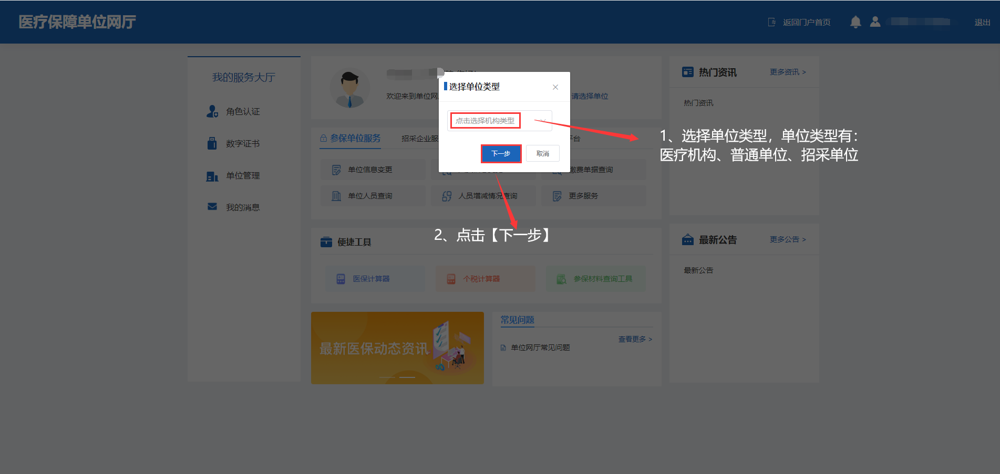 医疗保障单位网厅
返回门户首页
退出
我的服务大厅
角色认证
数字证书
单位管理
我的消息
欢迎来到单位网
请选择单位
选择单位类型
点击选择机构类型
下一步
取消
1、选择单位类型，单位类型有：
医疗机构、普通单位、招采单位
2、点击【下一步】
参保单位服务
招采企业服
平台
单位信息变更
缴费单据查询
单位人员查询
人员增减情况查询
更多服务
便捷工具
医保计算器
个税计算器
参保材料查询工具
最新医保动态资讯
常见问题
查看更多 >
单位网厅常见问题
热门资讯
更多资讯 >
热门资讯
最新公告
更多公告 >
最新公告